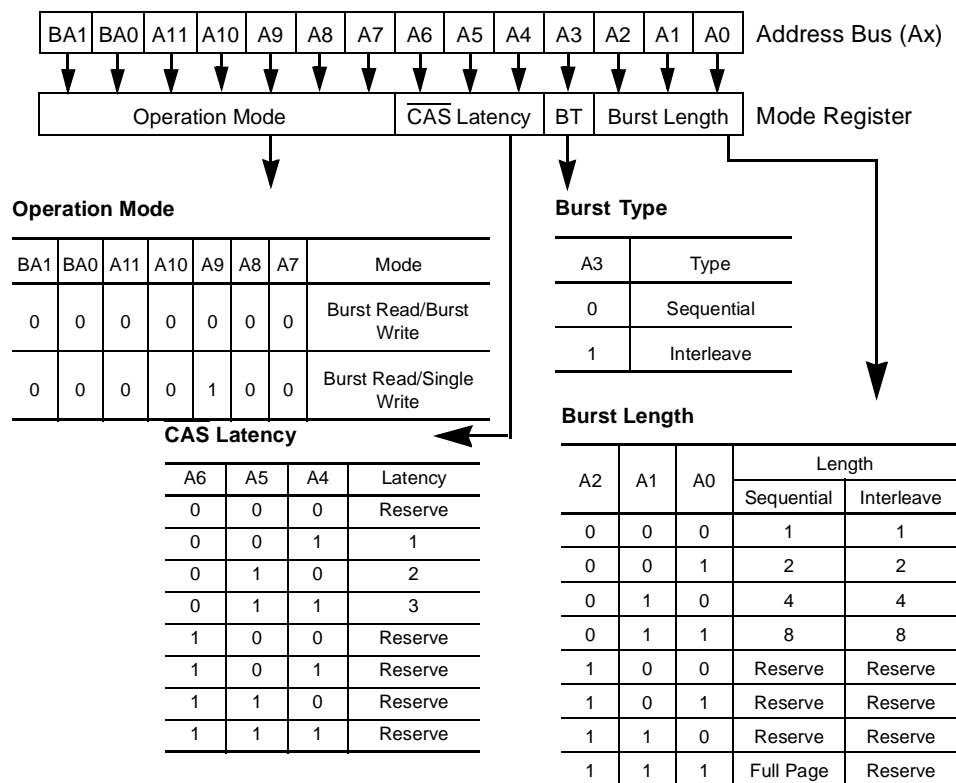 BA1 BA0 A11 A10 A9 A8 A7 A6 A5 A4 A3 A2 A1 A0 Address Bus (Ax)
Operation Mode CAS Latency BT Burst Length Mode Register
Operation Mode
BA1 BA0 A11 A10 A9 A8 A7 Mode
0 0 0 0 0 0 0 Burst Read/Burst
Write
0 0 0 0 1 0 0 Burst Read/Single
Write
Burst Type
A3 Type
0 Sequential
1 Interleave
CAS Latency
A6 A5 A4 Latency
0 0 0 Reserve
0 0 1 1
0 1 0 2
0 1 1 3
1 0 0 Reserve
1 0 1 Reserve
1 1 0 Reserve
1 1 1 Reserve
Burst Length
A2 A1 A0 Length
Sequential Interleave
0 0 0 1 1
0 0 1 2 2
0 1 0 4 4
0 1 1 8 8
1 0 0 Reserve Reserve
1 0 1 Reserve Reserve
1 1 0 Reserve Reserve
1 1 1 Full Page Reserve